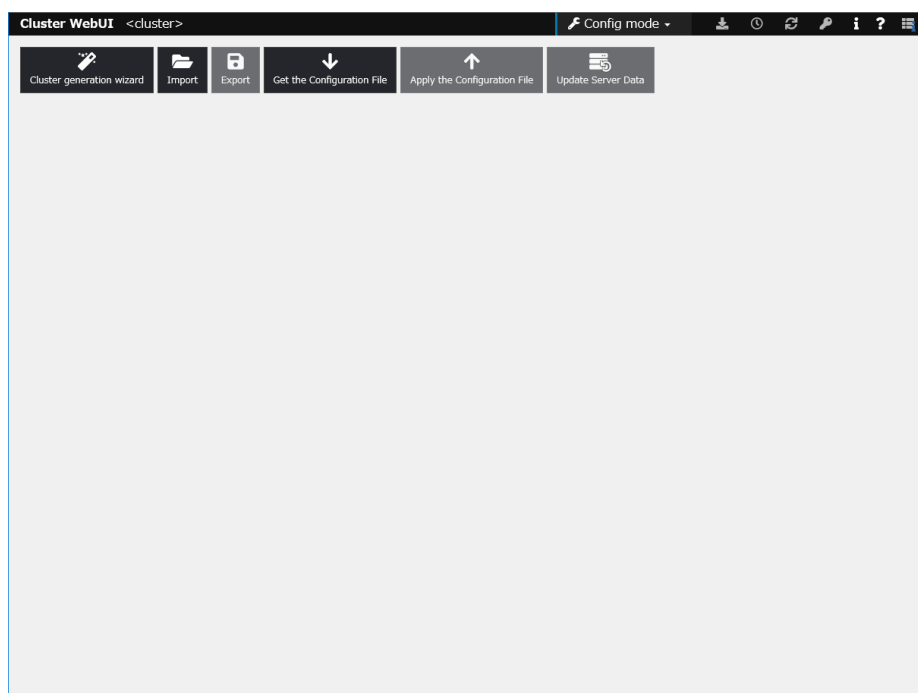 Cluster WebUI <cluster> Config mode
Cluster generation wizard Import Export Get the Configuration File Apply the Configuration File Update Server Data